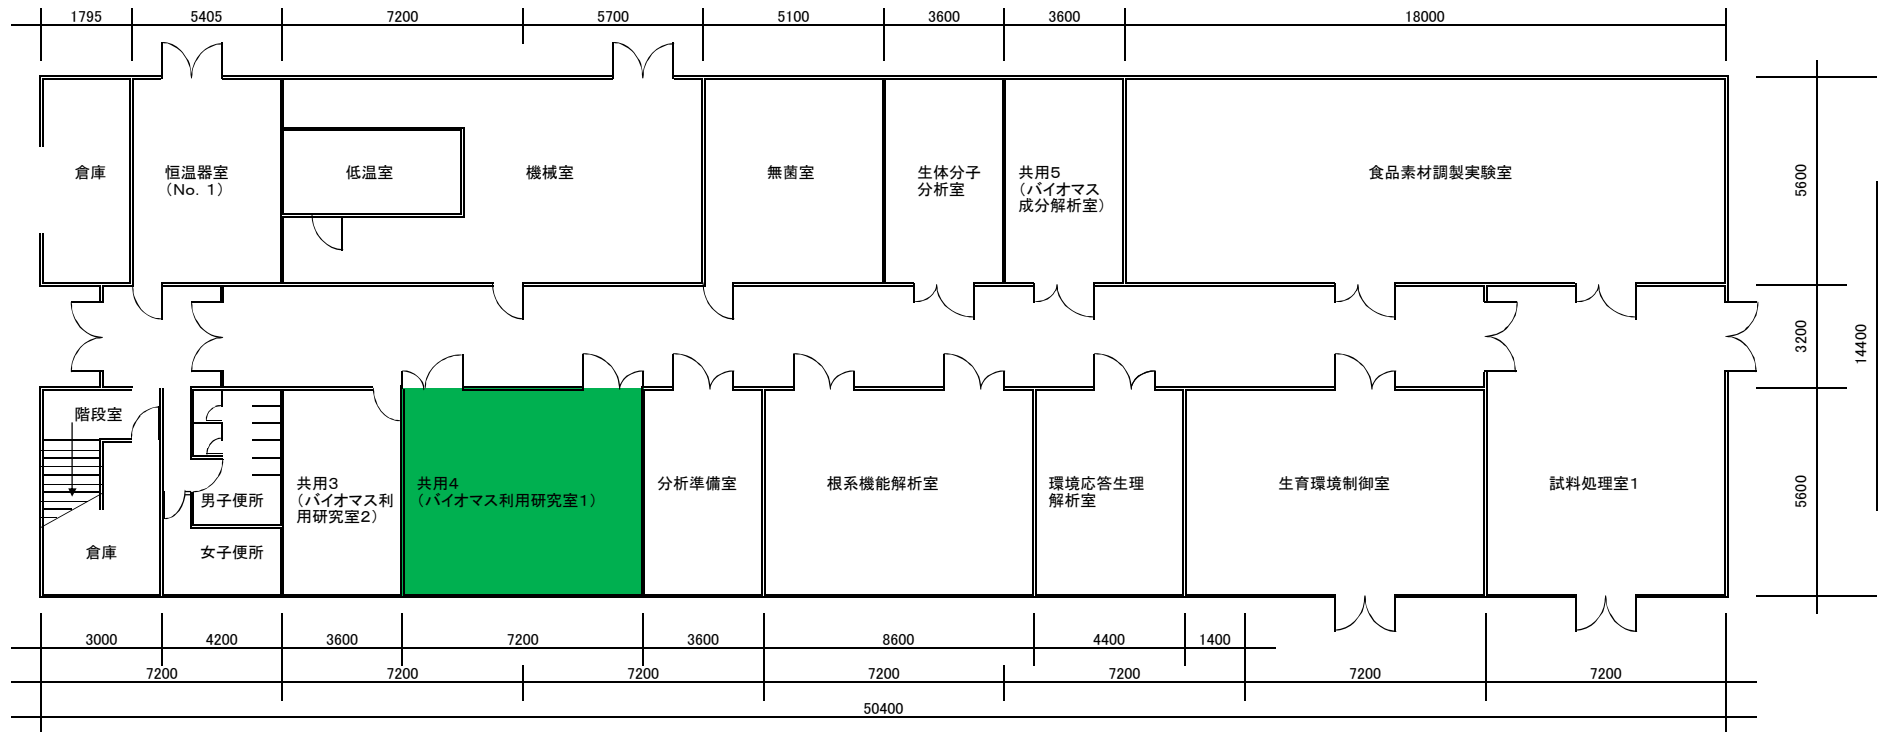 1795 5405 7200 5700 5100 3600 3600 18000
倉庫
恒温器室
（No. 1）
低温室
機械室
無菌室
生体分子
分析室
共用5
（バイオマス
成分解析室）
食品素材調製実験室
5600
3200
14400
5600
階段室
倉庫
男子便所
女子便所
共用3
（バイオマス利
用研究室2）
共用4
（バイオマス利用研究室1）
分析準備室
根系機能解析室
環境応答生理
解析室
生育環境制御室
試料処理室1
3000 4200 3600 7200 3600 8600 4400 1400
7200 7200 7200 7200 7200 7200 7200
50400